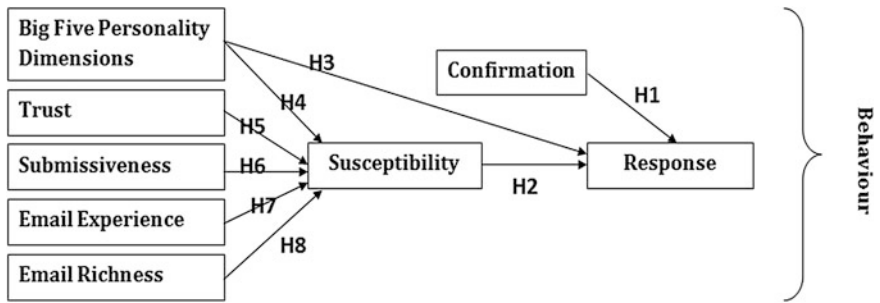 Big Five Personality
Dimensions
H3
Confirmation
H1
H4
Trust
H5
Submissiveness
H6
Susceptibility
H2
Response
Email Experience
H7
Email Richness
H8
Behaviour